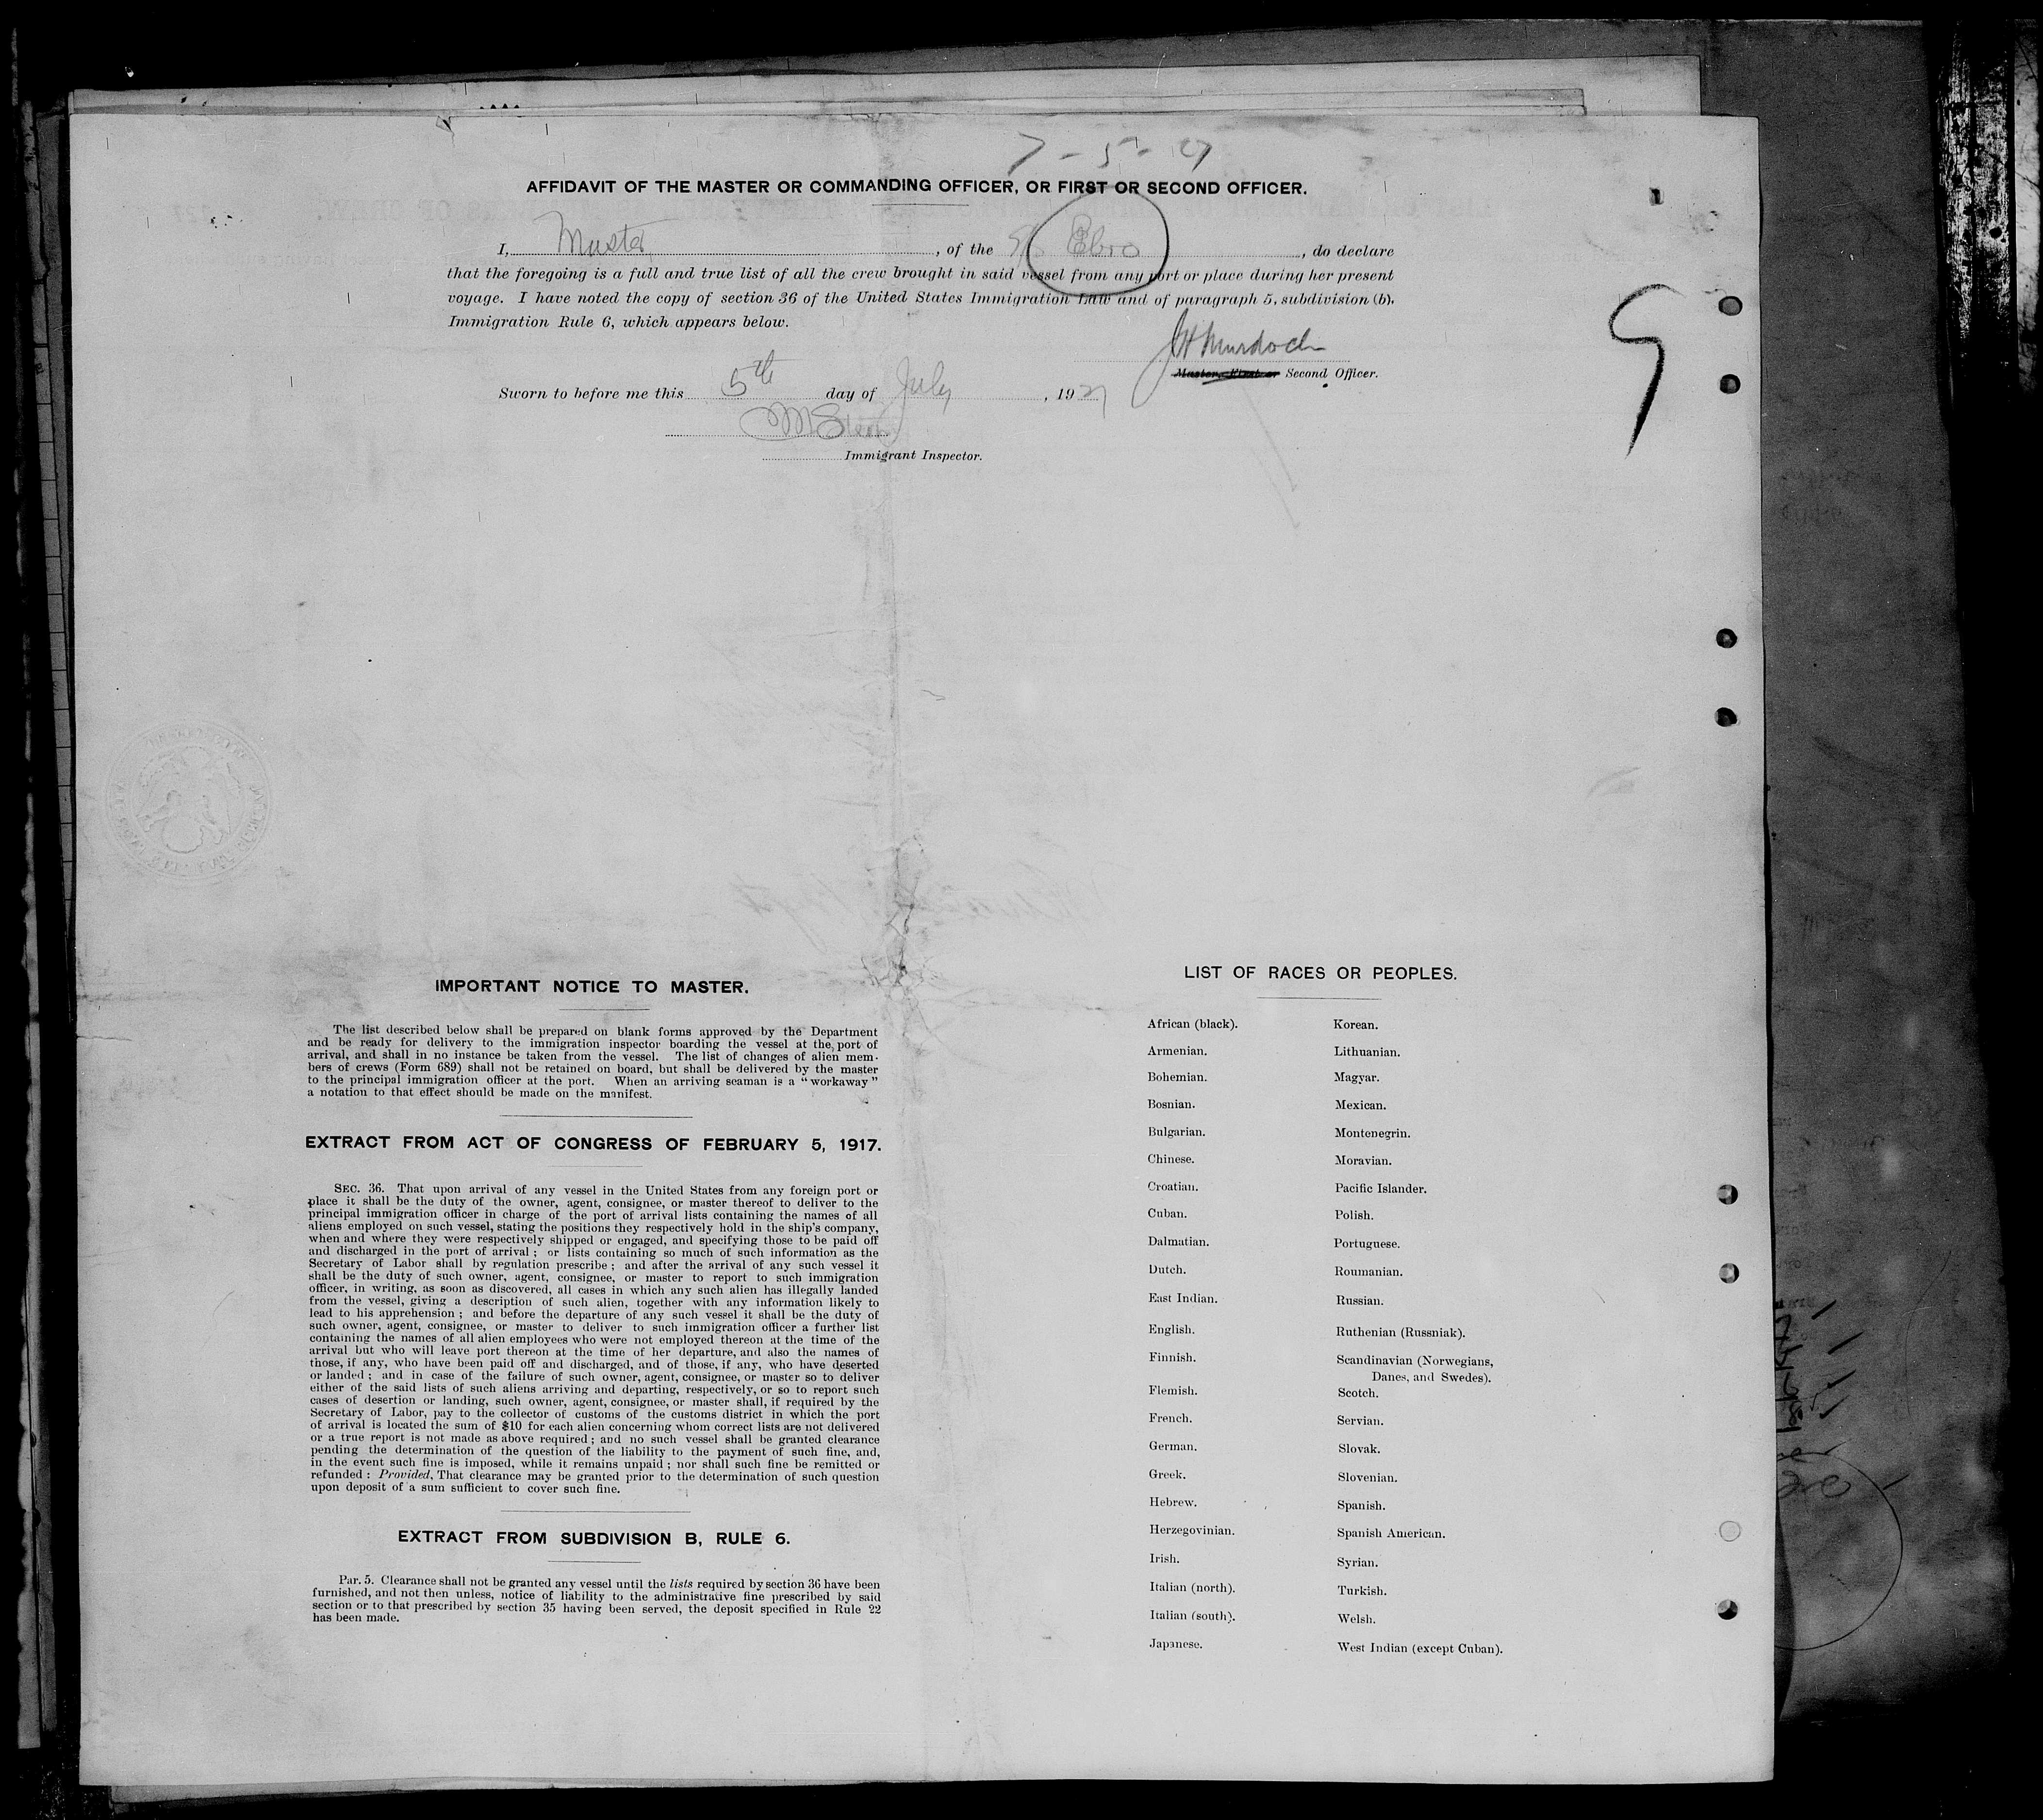 7-5-27
AFFIDAVIT OF THE MASTER OR COMMANDING OFFICER, OR FIRST OR SECOND OFFICER.
I, Master, of the S/S Ebro, do declare
that the foregoing is a full and true list of all the crew brought in said vessel from any port or place during her present
voyage. I have noted the copy of section 36 of the United States Immigration Law and of paragraph 5, subdivision (b),
Immigration Rule 6, which appears below.
JH Murdoch
Master, First or Second Officer.
Sworn to before me this 5th day of July, 1927
Immigrant Inspector.
IMPORTANT NOTICE TO MASTER.
The list described below shall be prepared on blank forms approved by the Department
and be ready for delivery to the immigration inspector boarding the vessel at the port of
arrival, and shall in no instance be taken from the vessel. The list of changes of alien mem-
bers of crews (Form 689) shall not be retained on board, but shall be delivered by the master
to the principal immigration officer at the port. When an arriving seaman is a "workaway"
a notation to that effect should be made on the manifest.
EXTRACT FROM ACT OF CONGRESS OF FEBRUARY 5, 1917.
SEC. 36. That upon arrival of any vessel in the United States from any foreign port or
place it shall be the duty of the owner, agent, consignee, or master thereof to deliver to the
principal immigration officer in charge of the port of arrival lists containing the names of all
aliens employed on such vessel, stating the positions they respectively hold in the ship's company,
when and where they were respectively shipped or engaged, and specifying those to be paid off
and discharged in the port of arrival; or lists containing so much of such information as the
Secretary of Labor shall by regulation prescribe; and after the arrival of any such vessel it
shall be the duty of such owner, agent, consignee, or master to report to such immigration
officer, in writing, as soon as discovered, all cases in which any such alien has illegally landed
from the vessel, giving a description of such alien, together with any information likely to
lead to his apprehension; and before the departure of any such vessel it shall be the duty of
such owner, agent, consignee, or master to deliver to such immigration officer a further list
containing the names of all alien employees who were not employed thereon at the time of the
arrival but who will leave port thereon at the time of her departure, and also the names of
those, if any, who have been paid off and discharged, and of those, if any, who have deserted
or landed; and in case of the failure of such owner, agent, consignee, or master so to deliver
either of the said lists of such aliens arriving and departing, respectively, or so to report such
cases of desertion or landing, such owner, agent, consignee, or master shall, if required by the
Secretary of Labor, pay to the collector of customs of the customs district in which the port
of arrival is located the sum of $10 for each alien concerning whom correct lists are not delivered
or a true report is not made as above required; and no such vessel shall be granted clearance
pending the determination of the question of the liability to the payment of such fine, and,
in the event such fine is imposed, while it remains unpaid; nor shall such fine be remitted or
refunded: Provided, That clearance may be granted prior to the determination of such question
upon deposit of a sum sufficient to cover such fine.
EXTRACT FROM SUBDIVISION B, RULE 6.
Par. 5. Clearance shall not be granted any vessel until the lists required by section 36 have been
furnished, and not then unless, notice of liability to the administrative fine prescribed by said
section or to that prescribed by section 35 having been served, the deposit specified in Rule 22
has been made.
LIST OF RACES OR PEOPLES.
African (black). Korean.
Armenian. Lithuanian.
Bohemian. Magyar.
Bosnian. Mexican.
Bulgarian. Montenegrin.
Chinese. Moravian.
Croatian. Pacific Islander.
Cuban. Polish.
Dalmatian. Portuguese.
Dutch. Roumanian.
East Indian. Russian.
English. Ruthenian (Russniak).
Finnish. Scandinavian (Norwegians,
Danes, and Swedes).
Flemish. Scotch.
French. Servian.
German. Slovak.
Greek. Slovenian.
Hebrew. Spanish.
Herzegovinian. Spanish American.
Irish. Syrian.
Italian (north). Turkish.
Italian (south). Welsh.
Japanese. West Indian (except Cuban).